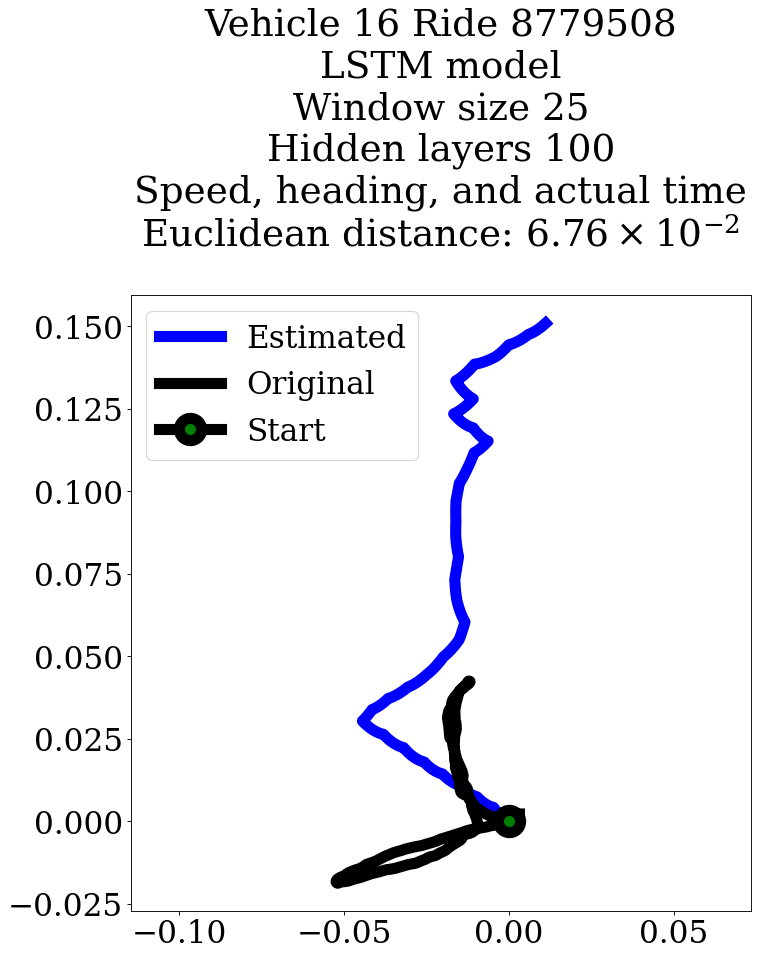 Vehicle 16 Ride 8779508
LSTM model
Window size 25
Hidden layers 100
Speed, heading, and actual time
Euclidean distance: 6.76 × 10⁻²
Estimated
Original
Start
0.150
0.125
0.100
0.075
0.050
0.025
0.000
−0.025
−0.10
−0.05
0.00
0.05